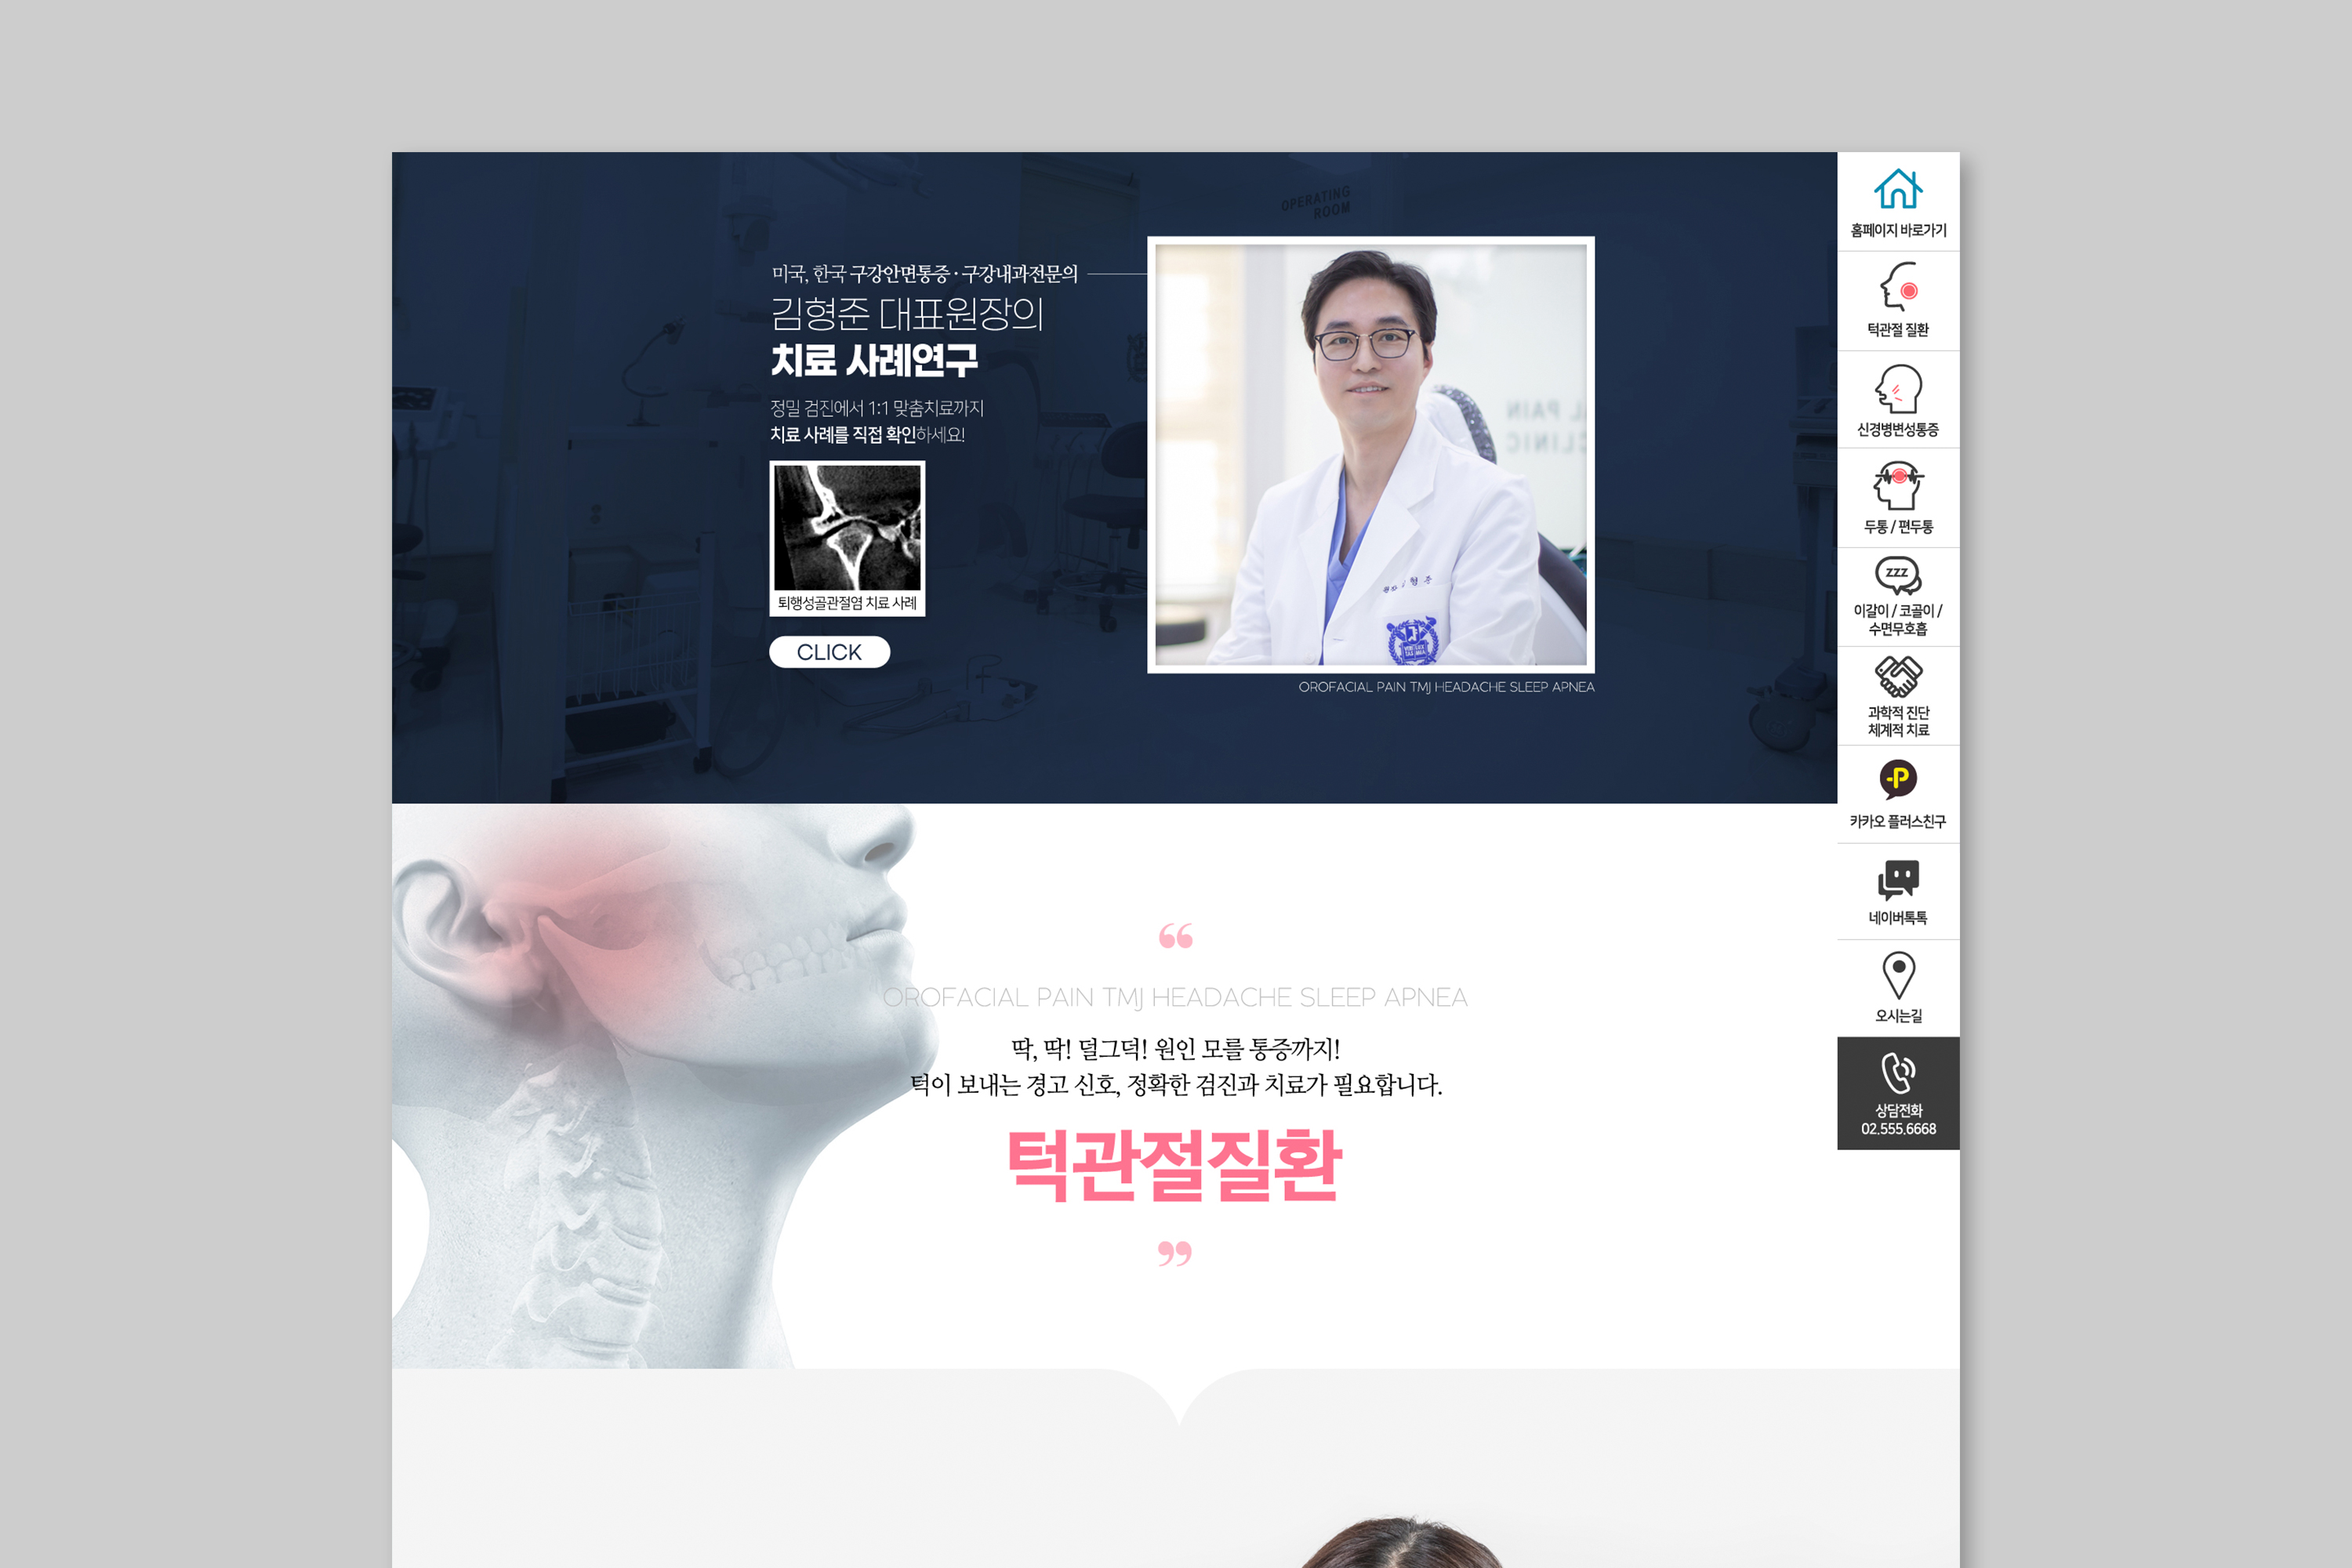 OPERATING
ROOM
미국, 한국 구강안면통증 · 구강내과전문의
김형준 대표원장의
치료 사례연구
정밀 검진에서 1:1 맞춤치료까지
치료 사례를 직접 확인하세요!
퇴행성골관절염 치료 사례
CLICK
PAIN
CLINIC
OROFACIAL PAIN TMJ HEADACHE SLEEP APNEA
홈페이지 바로가기
턱관절 질환
신경병변성통증
두통 / 편두통
zzz
이갈이 / 코골이 /
수면무호흡
과학적 진단
체계적 치료
P
카카오 플러스친구
네이버톡톡
오시는길
상담전화
02.555.6668
“
OROFACIAL PAIN TMJ HEADACHE SLEEP APNEA
딱, 딱! 덜그덕! 원인 모를 통증까지!
턱이 보내는 경고 신호, 정확한 검진과 치료가 필요합니다.
턱관절질환
”